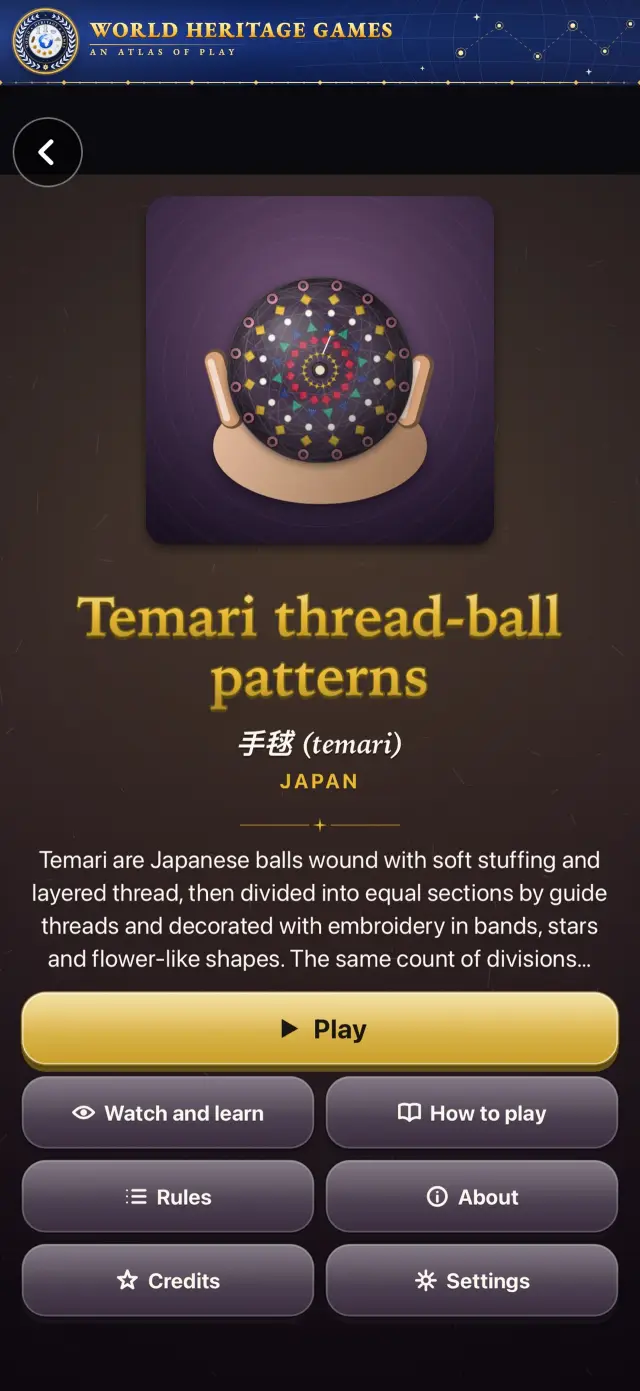 WORLD HERITAGE GAMES
AN ATLAS OF PLAY
Temari thread-ball
patterns
手毬 (temari)
JAPAN
Temari are Japanese balls wound with soft stuffing and
layered thread, then divided into equal sections by guide
threads and decorated with embroidery in bands, stars
and flower-like shapes. The same count of divisions…
Play
Watch and learn
How to play
Rules
About
Credits
Settings